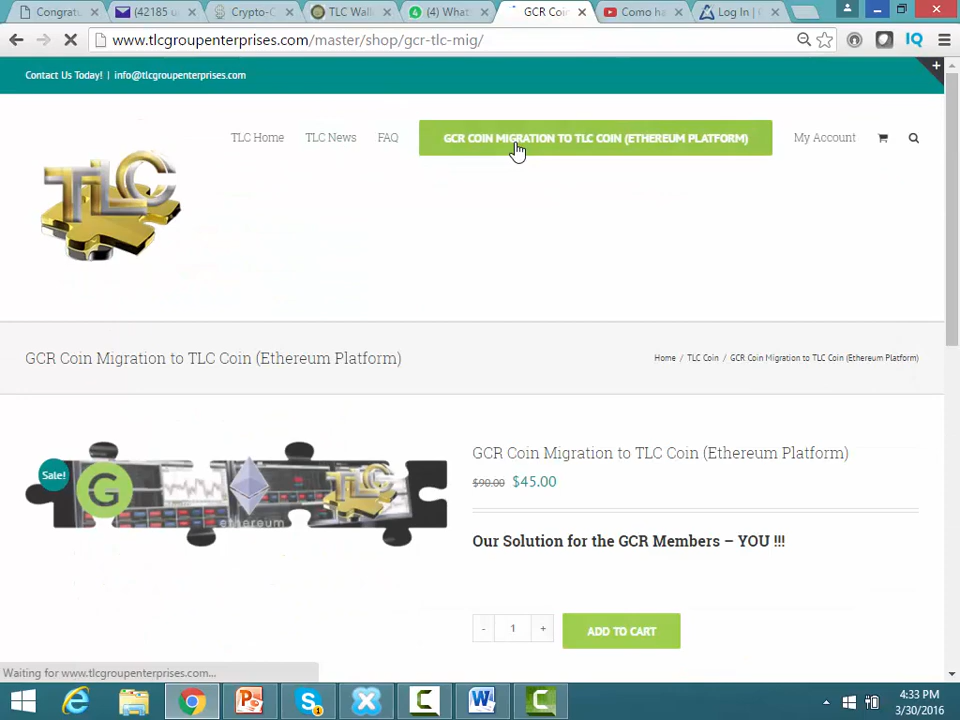 Congratu
(42185 u
Crypto-C
TLC Wall
(4) What
GCR Coi
Como ha
Log In |
www.tlcgroupenterprises.com/master/shop/gcr-tlc-mig/
IQ
Contact Us Today! | info@tlcgroupenterprises.com
TLC
TLC Home
TLC News
FAQ
GCR COIN MIGRATION TO TLC COIN (ETHEREUM PLATFORM)
My Account
GCR Coin Migration to TLC Coin (Ethereum Platform)
Home / TLC Coin / GCR Coin Migration to TLC Coin (Ethereum Platform)
Sale!
G
ethereum
TLC
GCR Coin Migration to TLC Coin (Ethereum Platform)
$90.00 $45.00
Our Solution for the GCR Members – YOU !!!
- 1 +
ADD TO CART
Waiting for www.tlcgroupenterprises.com...
4:33 PM
3/30/2016